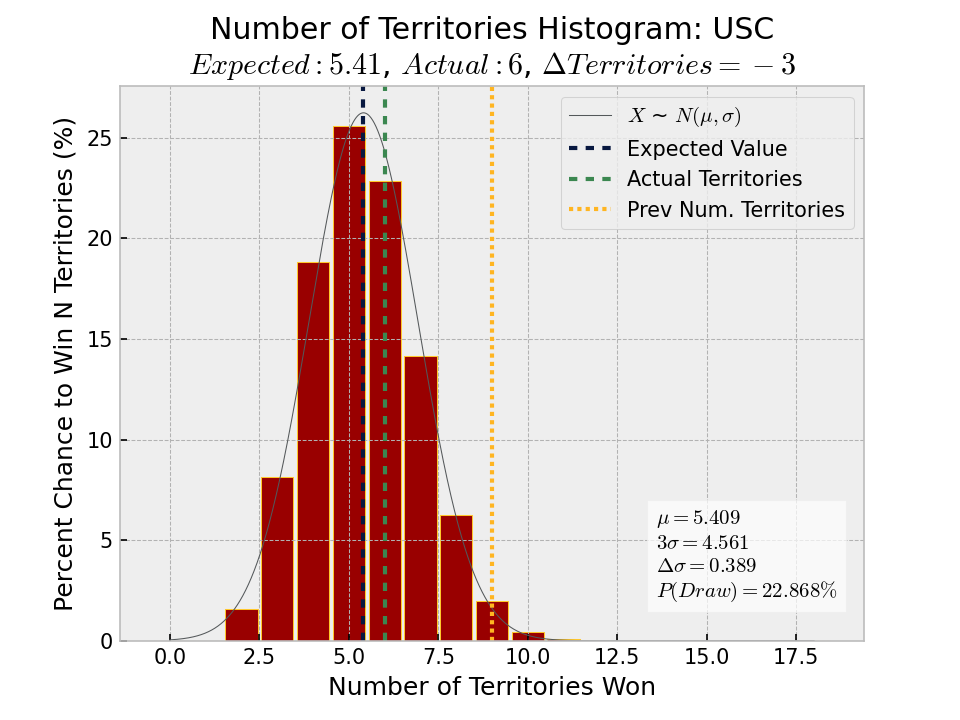 Number of Territories Histogram: USC
Expected : 5.41, Actual : 6, ΔTerritories = − 3
Percent Chance to Win N Territories (%)
25
20
15
10
5
0
X ~ N(μ, σ)
Expected Value
Actual Territories
Prev Num. Territories
μ = 5.409
3σ = 4.561
Δσ = 0.389
P(Draw) = 22.868%
0.0 2.5 5.0 7.5 10.0 12.5 15.0 17.5
Number of Territories Won